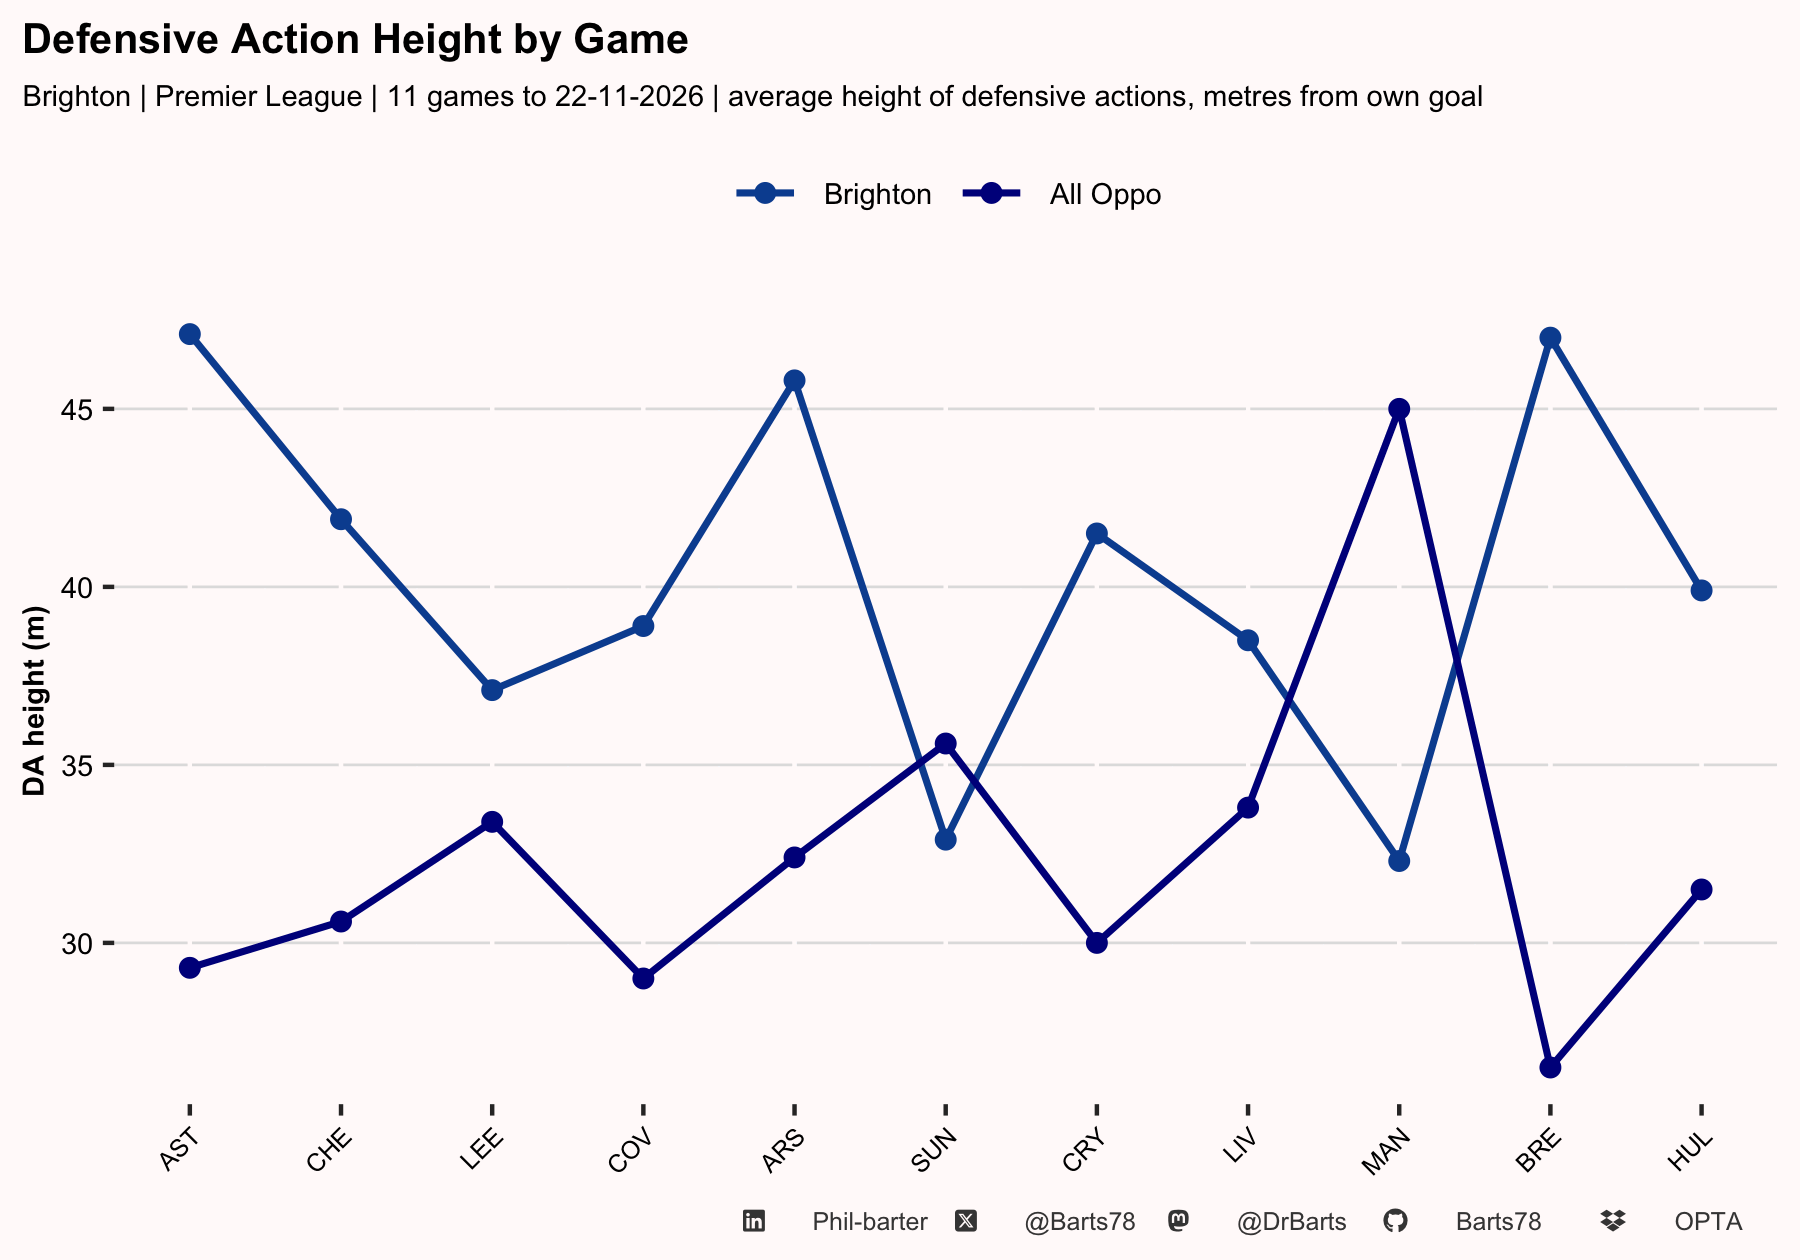 Defensive Action Height by Game
Brighton | Premier League | 11 games to 22-11-2026 | average height of defensive actions, metres from own goal
Brighton All Oppo
DA height (m)
45
40
35
30
AST CHE LEE COV ARS SUN CRY LIV MAN BRE HUL
Phil-barter @Barts78 @DrBarts Barts78 OPTA